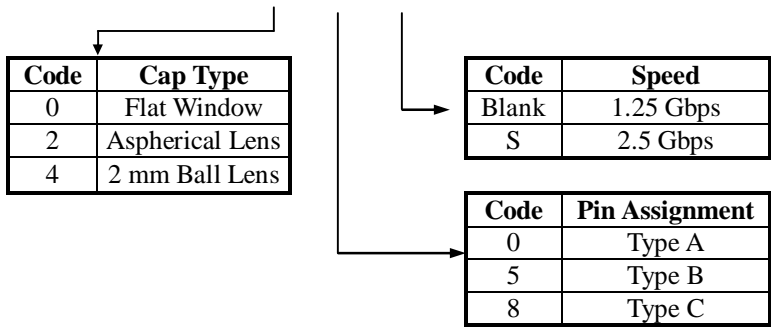 Code Cap Type
0 Flat Window
2 Aspherical Lens
4 2 mm Ball Lens
Code Speed
Blank 1.25 Gbps
S 2.5 Gbps
Code Pin Assignment
0 Type A
5 Type B
8 Type C